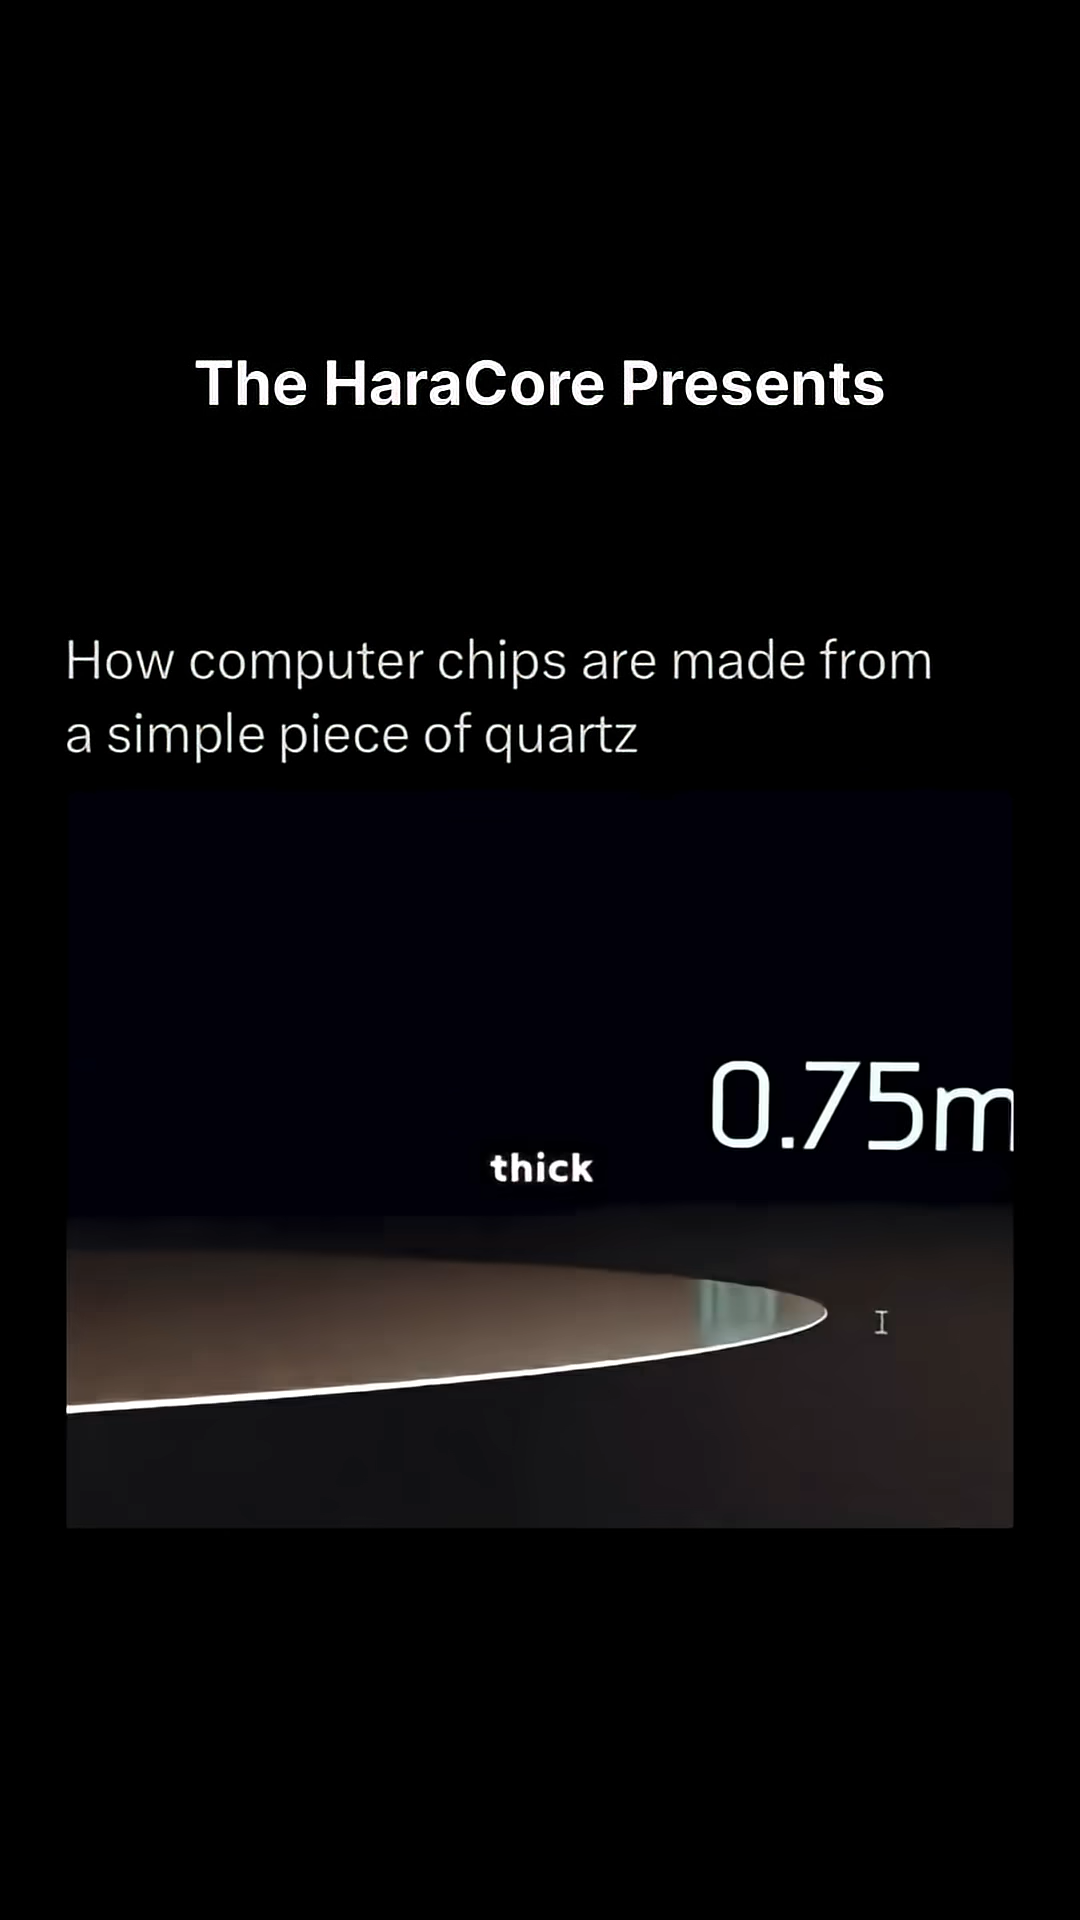 The HaraCore Presents
How computer chips are made from
a simple piece of quartz
0.75m
thick